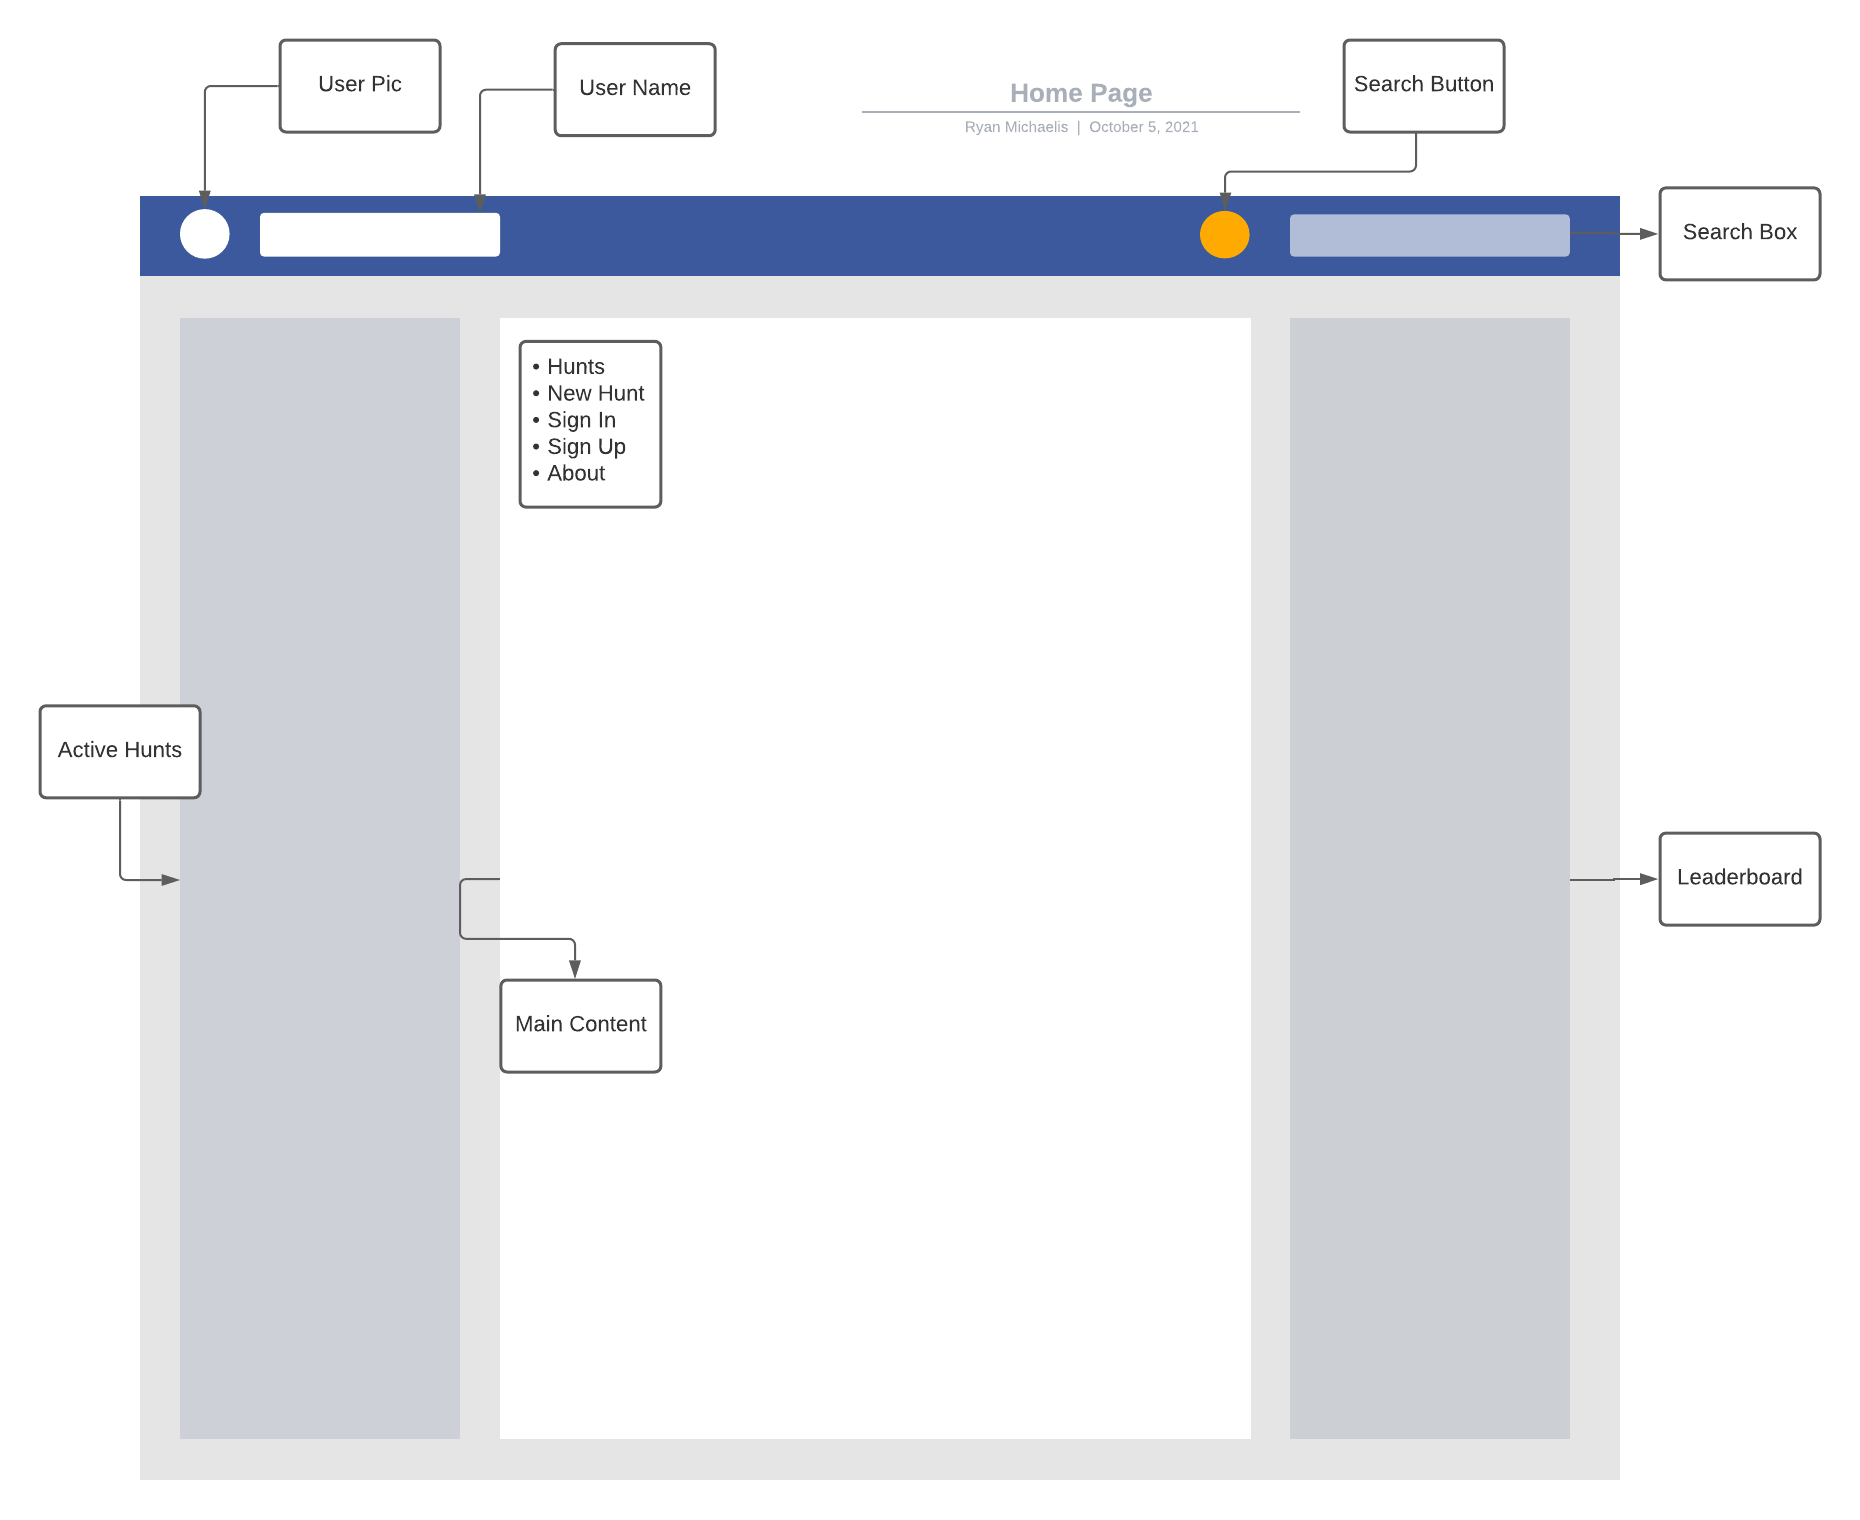 User Pic
User Name
Home Page
Ryan Michaelis | October 5, 2021
Search Button
Search Box
• Hunts
• New Hunt
• Sign In
• Sign Up
• About
Active Hunts
Leaderboard
Main Content